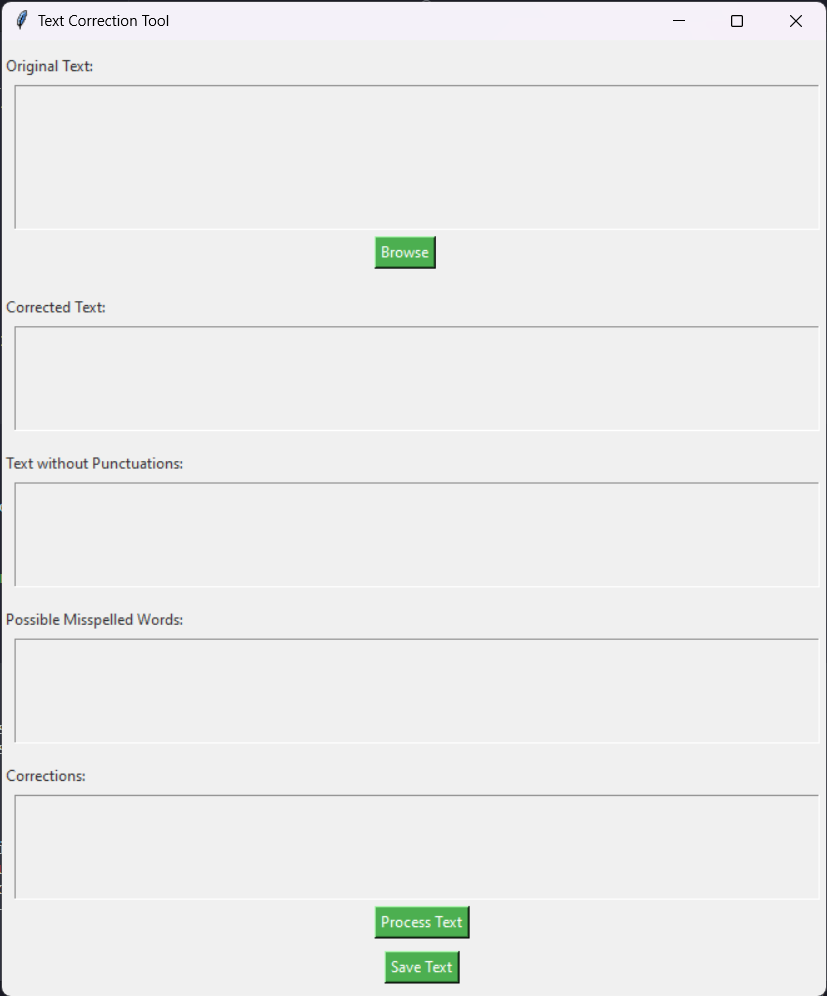 Text Correction Tool
Original Text:
Browse
Corrected Text:
Text without Punctuations:
Possible Misspelled Words:
Corrections:
Process Text
Save Text